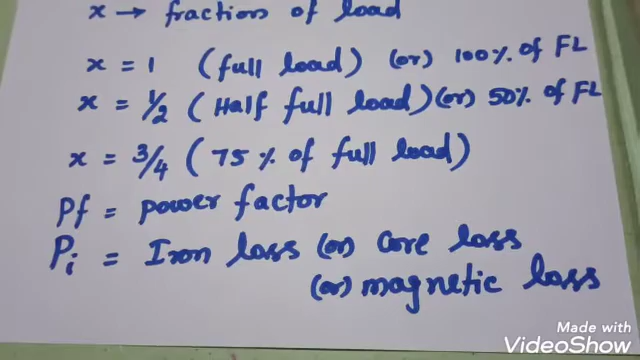 x → fraction of load
x = 1 (full load) (or) 100% of FL
x = 1/2 (Half full load) (or) 50% of FL
x = 3/4 (75% of full load)
Pf = power factor
Pi = Iron loss (or) core loss
(or) magnetic loss
Made with
VideoShow